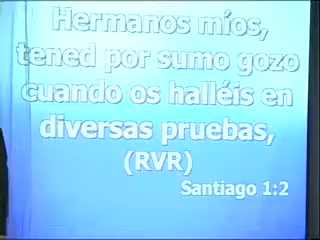 Hermanos míos,
tened por sumo gozo
cuando os halléis en
diversas pruebas,
(RVR)
Santiago 1:2